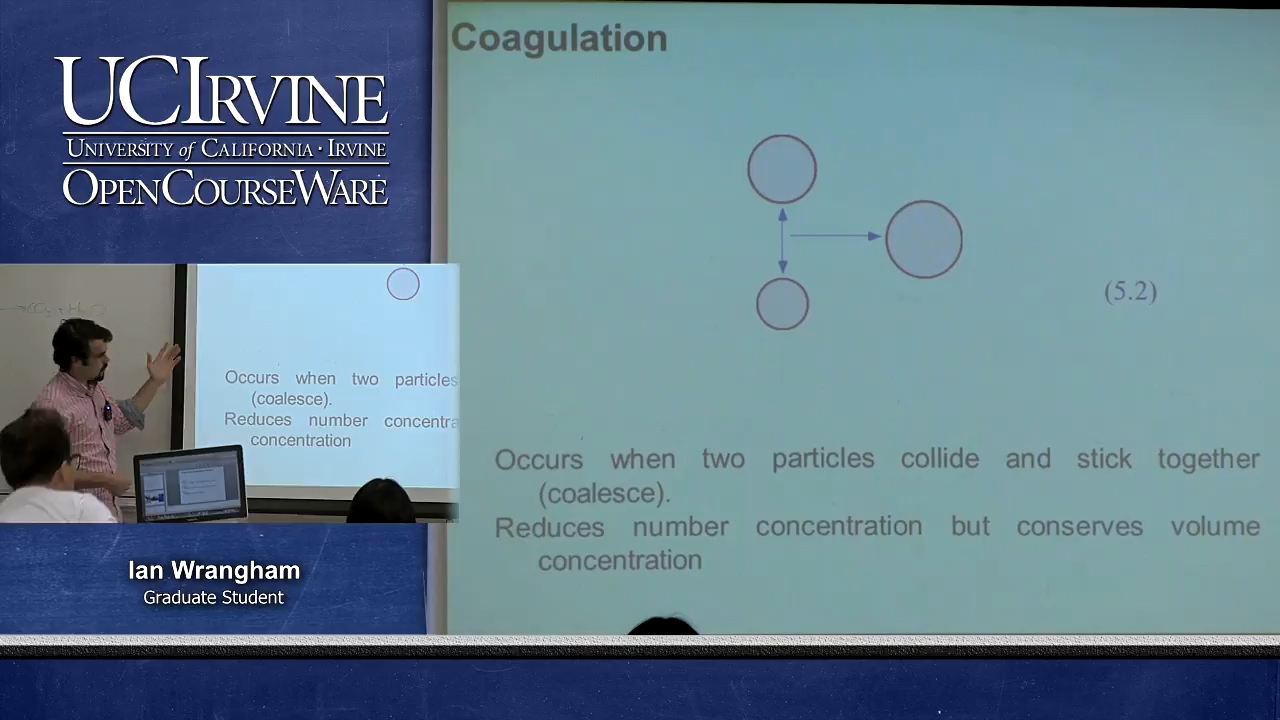 UCIRVINE
UNIVERSITY of CALIFORNIA · IRVINE
OPENCOURSEWARE
Coagulation
(5.2)
Occurs when two particles collide and stick together
(coalesce).
Reduces number concentration but conserves volume
concentration
Occurs when two particles
(coalesce).
Reduces number concentra
concentration
Ian Wrangham
Graduate Student